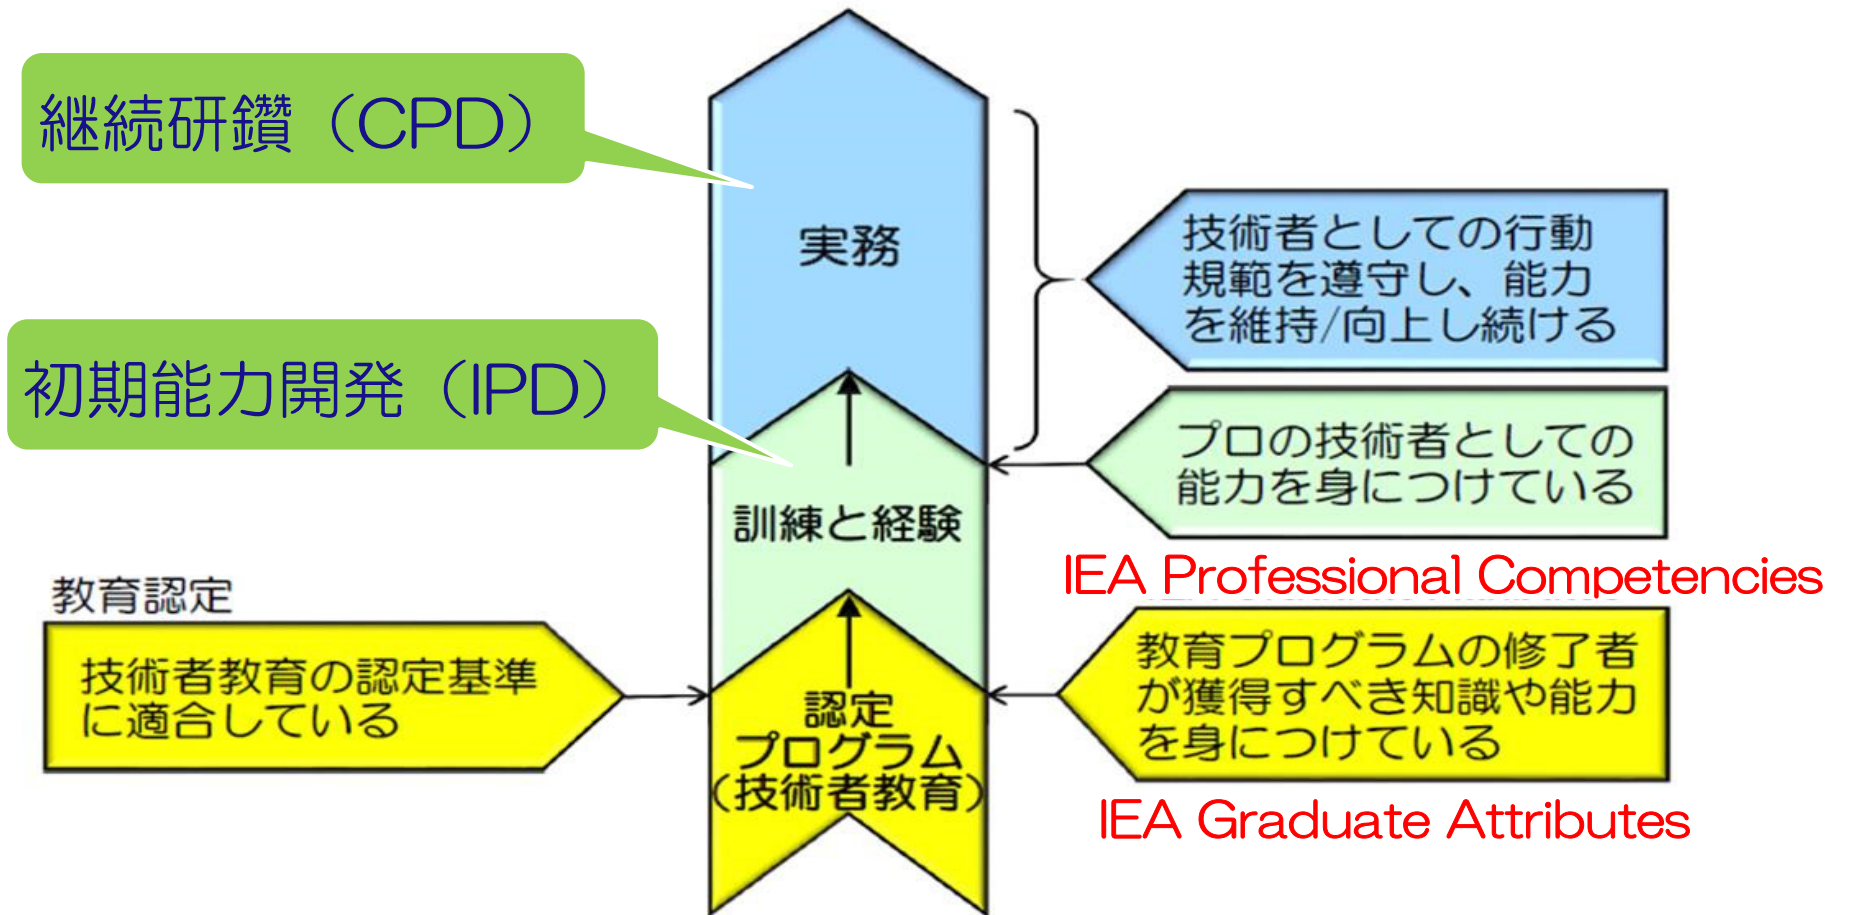 継続研鑽（CPD）
実務
技術者としての行動
規範を遵守し、能力
を維持/向上し続ける
初期能力開発（IPD）
プロの技術者としての
能力を身につけている
訓練と経験
IEA Professional Competencies
教育認定
技術者教育の認定基準
に適合している
認定
プログラム
（技術者教育）
教育プログラムの修了者
が獲得すべき知識や能力
を身につけている
IEA Graduate Attributes